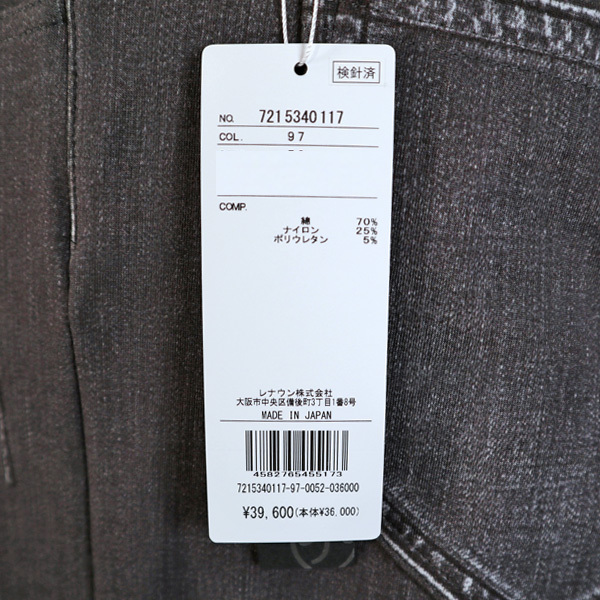 検針済
NO. 7215340117
COL. 97
COMP.
綿 70%
ナイロン 25%
ポリウレタン 5%
レナウン株式会社
大阪市中央区備後町3丁目1番8号
MADE IN JAPAN
4582765455173
7215340117-97-0052-036000
¥39,600(本体¥36,000)